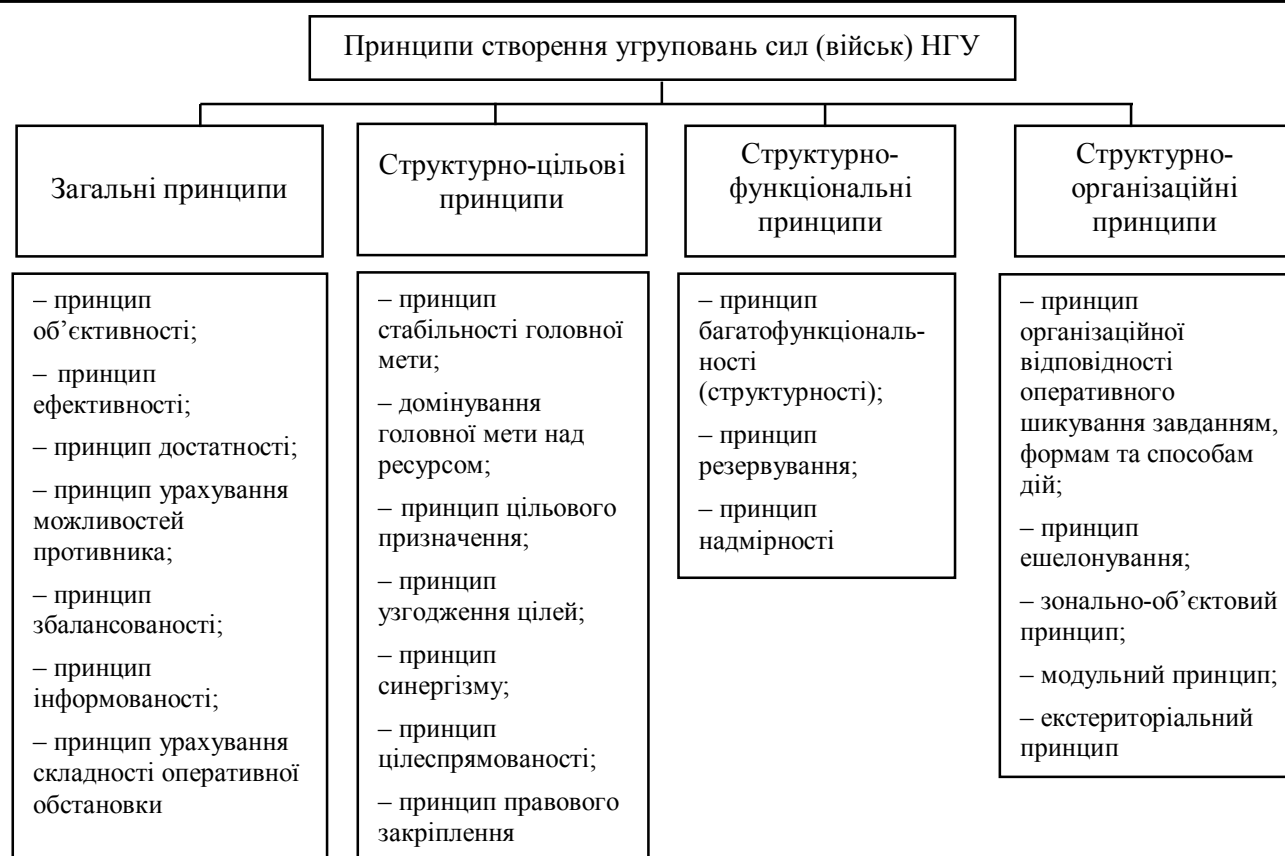 Принципи створення угруповань сил (військ) НГУ
Загальні принципи
Структурно-цільові
принципи
Структурно-
функціональні
принципи
Структурно-
організаційні
принципи
– принцип
об’єктивності;
– принцип
ефективності;
– принцип достатності;
– принцип урахування
можливостей
противника;
– принцип
збалансованості;
– принцип
інформованості;
– принцип урахування
складності оперативної
обстановки
– принцип
стабільності головної
мети;
– домінування
головної мети над
ресурсом;
– принцип цільового
призначення;
– принцип
узгодження цілей;
– принцип
синергізму;
– принцип
цілеспрямованості;
– принцип правового
закріплення
– принцип
багатофункціональ-
ності
(структурності);
– принцип
резервування;
– принцип
надмірності
– принцип
організаційної
відповідності
оперативного
шикування завданням,
формам та способам
дій;
– принцип
ешелонування;
– зонально-об’єктовий
принцип;
– модульний принцип;
– екстериторіальний
принцип